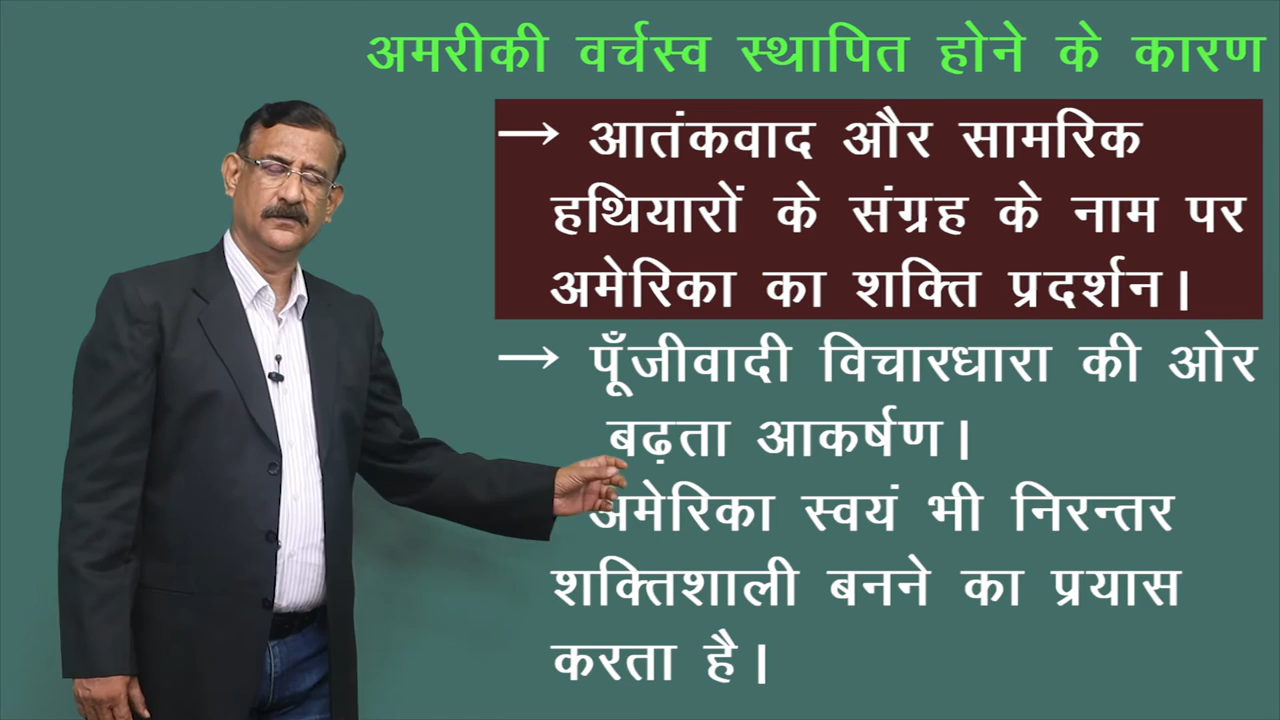 अमरीकी वर्चस्व स्थापित होने के कारण
→ आतंकवाद और सामरिक
हथियारों के संग्रह के नाम पर
अमेरिका का शक्ति प्रदर्शन।
→ पूँजीवादी विचारधारा की ओर
बढ़ता आकर्षण।
अमेरिका स्वयं भी निरन्तर
शक्तिशाली बनने का प्रयास
करता है।